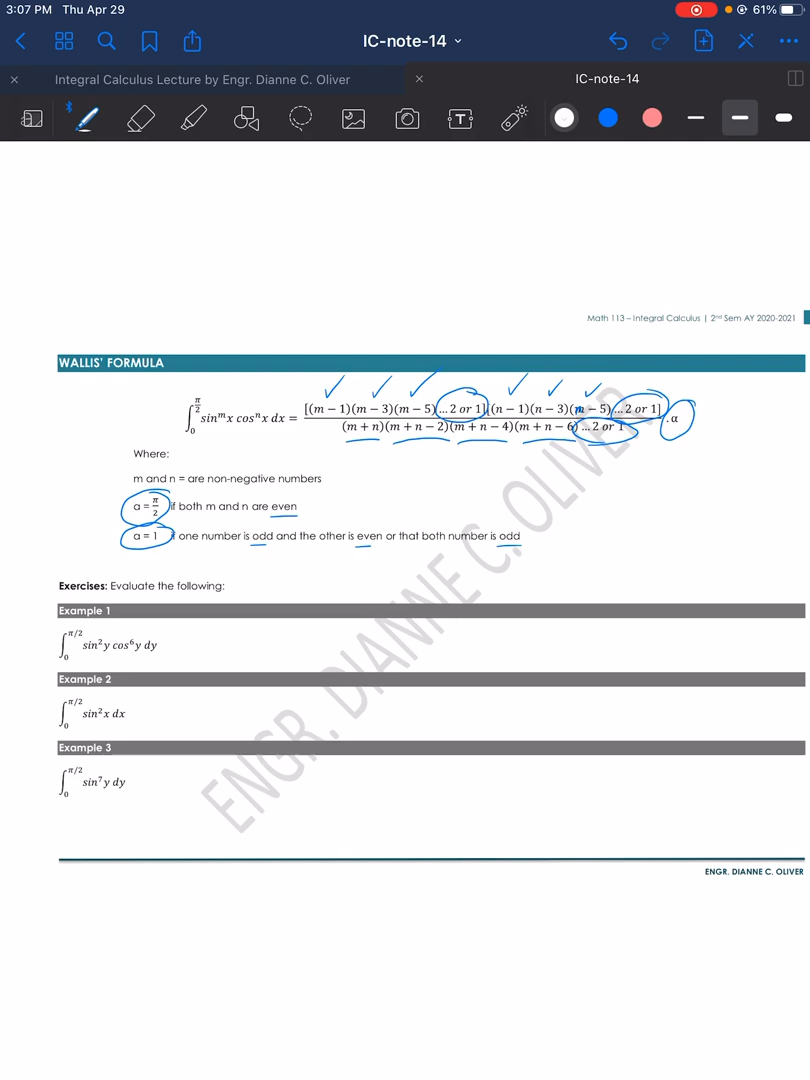 3:07 PM Thu Apr 29 61%
IC-note-14
Integral Calculus Lecture by Engr. Dianne C. Oliver
IC-note-14
Math 113 – Integral Calculus | 2nd Sem AY 2020-2021
WALLIS' FORMULA
∫₀^(π/2) sinᵐx cosⁿx dx = [(m − 1)(m − 3)(m − 5) … 2 or 1][(n − 1)(n − 3)(n − 5) … 2 or 1] / (m + n)(m + n − 2)(m + n − 4)(m + n − 6) … 2 or 1 . α
Where:
m and n = are non-negative numbers
α = π/2 if both m and n are even
α = 1 if one number is odd and the other is even or that both number is odd
Exercises: Evaluate the following:
Example 1
∫₀^(π/2) sin²y cos⁶y dy
Example 2
∫₀^(π/2) sin²x dx
Example 3
∫₀^(π/2) sin⁷y dy
ENGR. DIANNE C. OLIVER
ENGR. DIANNE C. OLIVER